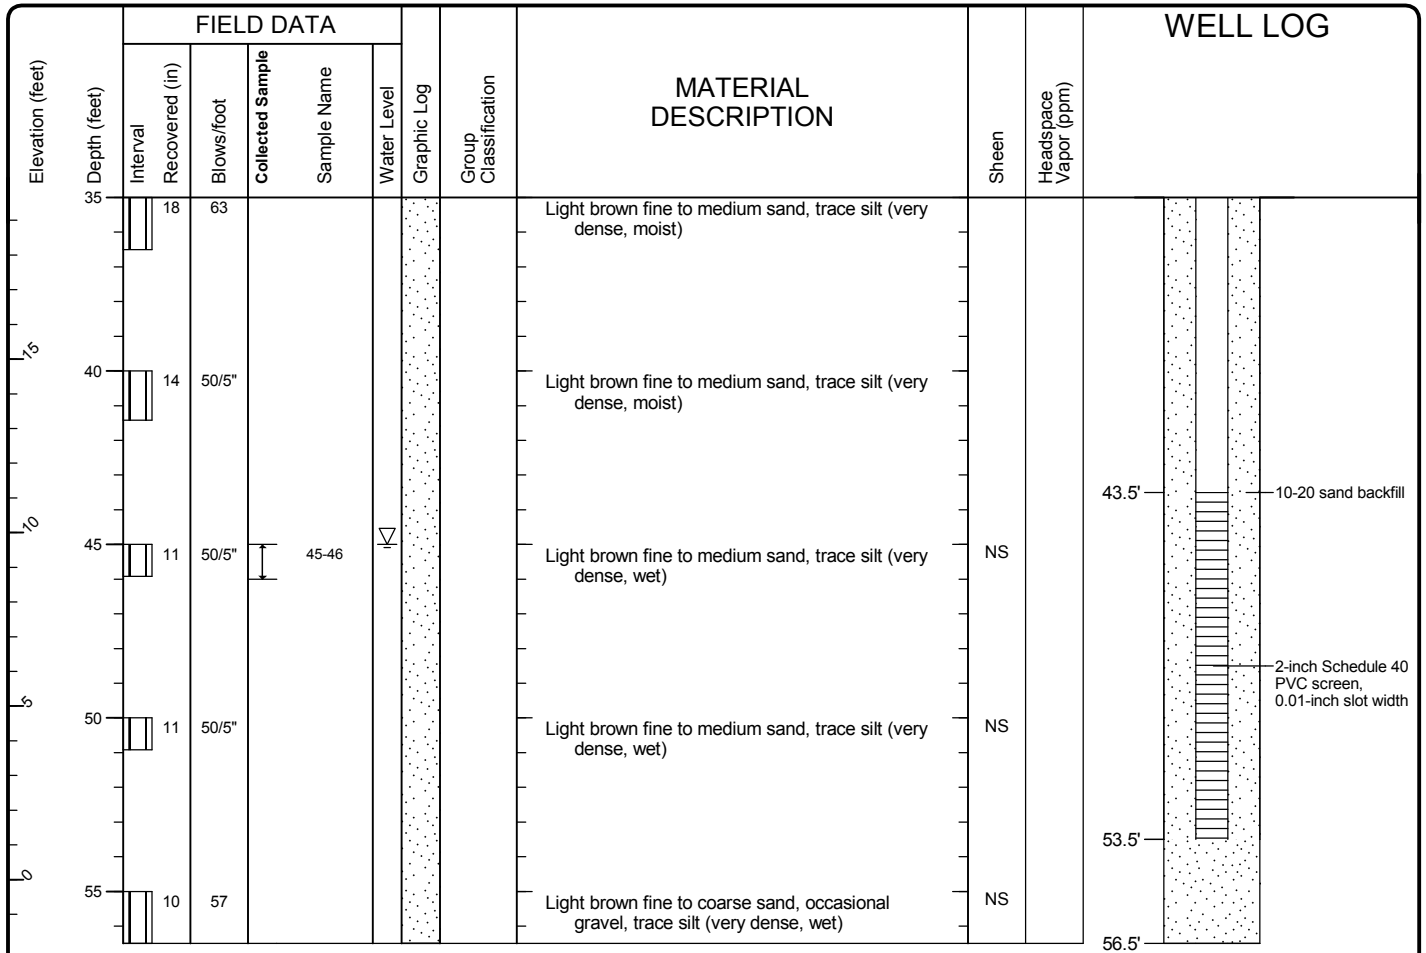 FIELD DATA
WELL LOG
Elevation (feet)
Depth (feet)
Interval
Recovered (in)
Blows/foot
Collected Sample
Sample Name
Water Level
Graphic Log
Group
Classification
MATERIAL
DESCRIPTION
Sheen
Headspace
Vapor (ppm)
35
18
63
Light brown fine to medium sand, trace silt (very
dense, moist)
15
40
14
50/5"
Light brown fine to medium sand, trace silt (very
dense, moist)
43.5'
10-20 sand backfill
10
45
11
50/5"
45-46
Light brown fine to medium sand, trace silt (very
dense, wet)
NS
2-inch Schedule 40
PVC screen,
0.01-inch slot width
5
50
11
50/5"
Light brown fine to medium sand, trace silt (very
dense, wet)
NS
53.5'
0
55
10
57
Light brown fine to coarse sand, occasional
gravel, trace silt (very dense, wet)
NS
56.5'